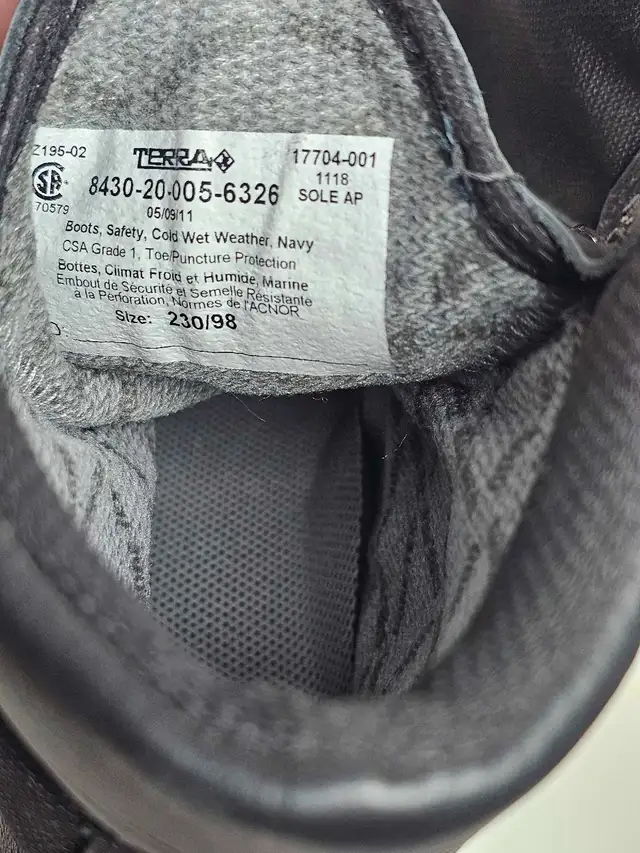 Z195-02
TERRA
17704-001
1118
SOLE AP
8430-20-005-6326
70579
05/09/11
Boots, Safety, Cold Wet Weather, Navy
CSA Grade 1, Toe/Puncture Protection
Bottes, Climat Froid et Humide, Marine
Embout de Sécurité et Semelle Résistante
à la Perforation, Normes de l'ACNOR
Size: 230/98